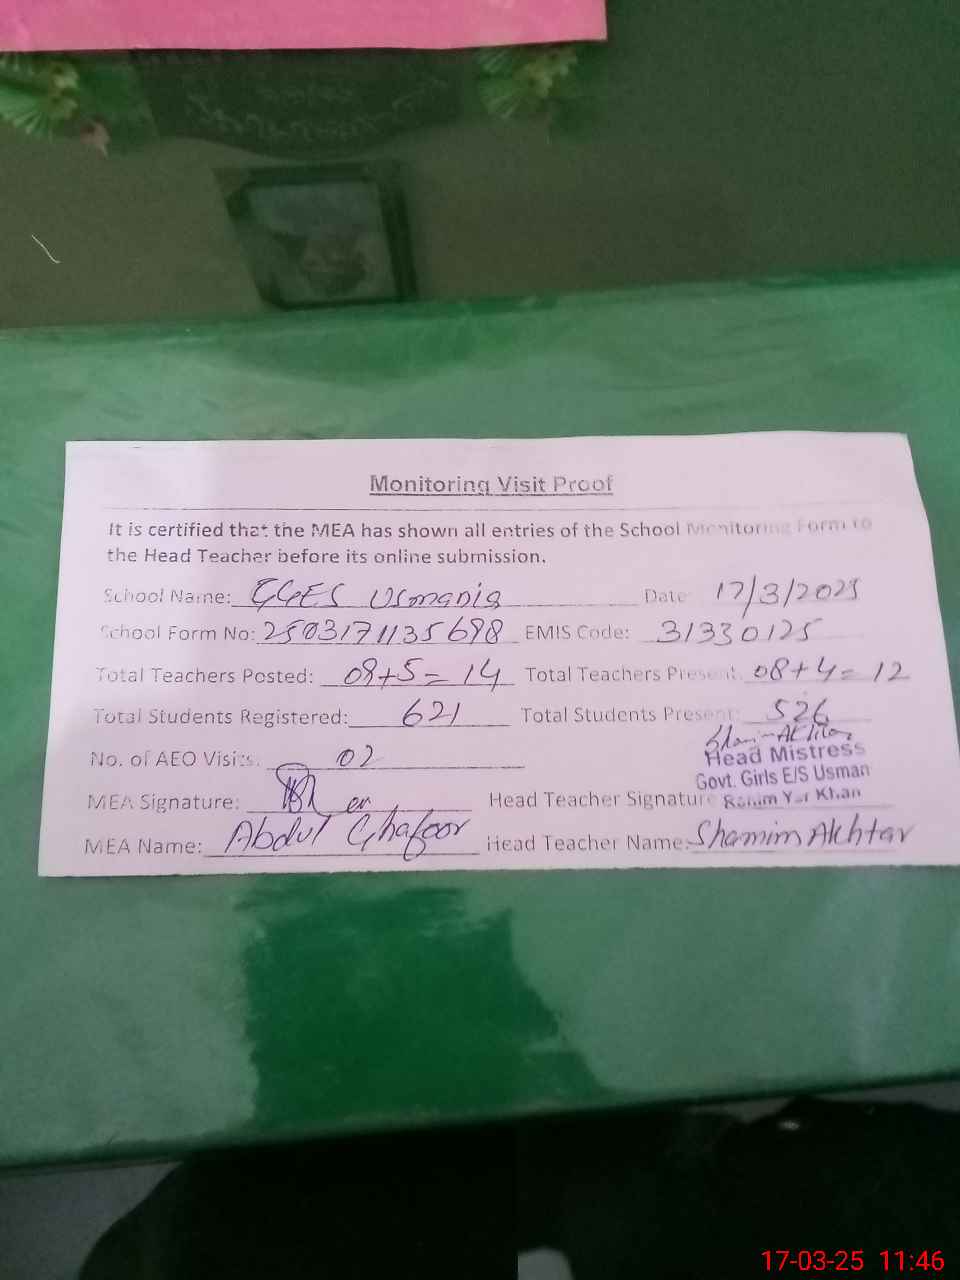 Monitoring Visit Proof
It is certified that the MEA has shown all entries of the School Monitoring Form to
the Head Teacher before its online submission.
School Name: GGES Usmania Date: 17/3/2025
School Form No: 2503171135698 EMIS Code: 31330125
Total Teachers Posted: 08+5=14 Total Teachers Present: 08+4=12
Total Students Registered: 621 Total Students Present: 526
No. of AEO Visits: 02
Shamim Akhtar
Head Mistress
Govt. Girls E/S Usman
MEA Signature: Head Teacher Signature Rahim Yar Khan
MEA Name: Abdul Ghafoor Head Teacher Name: Shamim Akhtar
17-03-25 11:46